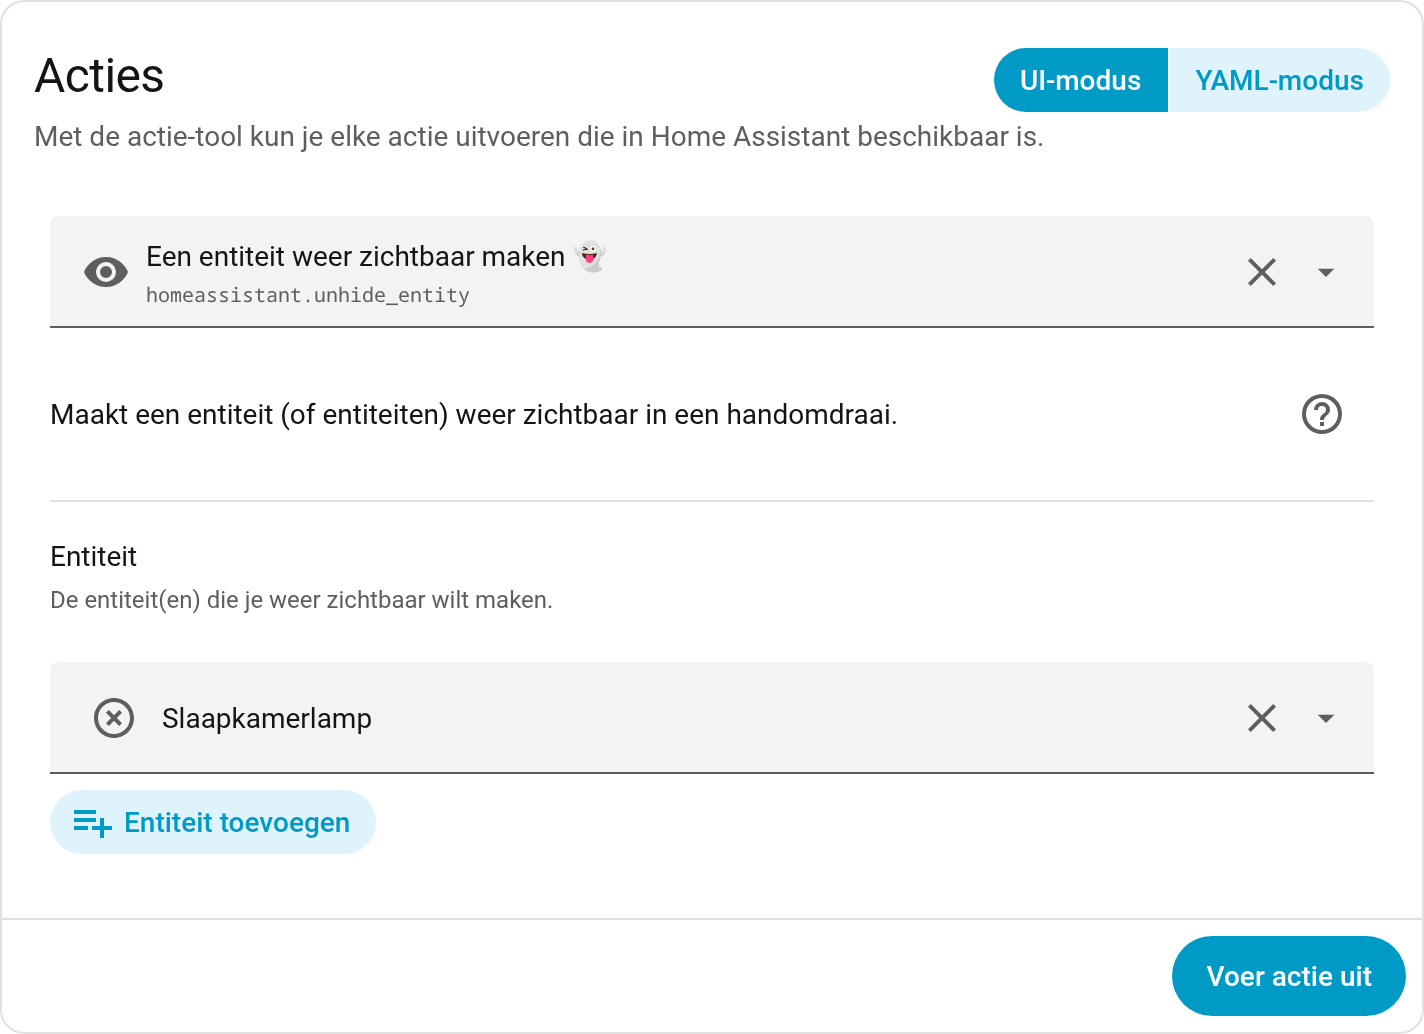 Acties
UI-modus
YAML-modus
Met de actie-tool kun je elke actie uitvoeren die in Home Assistant beschikbaar is.
Een entiteit weer zichtbaar maken 👻
homeassistant.unhide_entity
Maakt een entiteit (of entiteiten) weer zichtbaar in een handomdraai.
Entiteit
De entiteit(en) die je weer zichtbaar wilt maken.
Slaapkamerlamp
Entiteit toevoegen
Voer actie uit